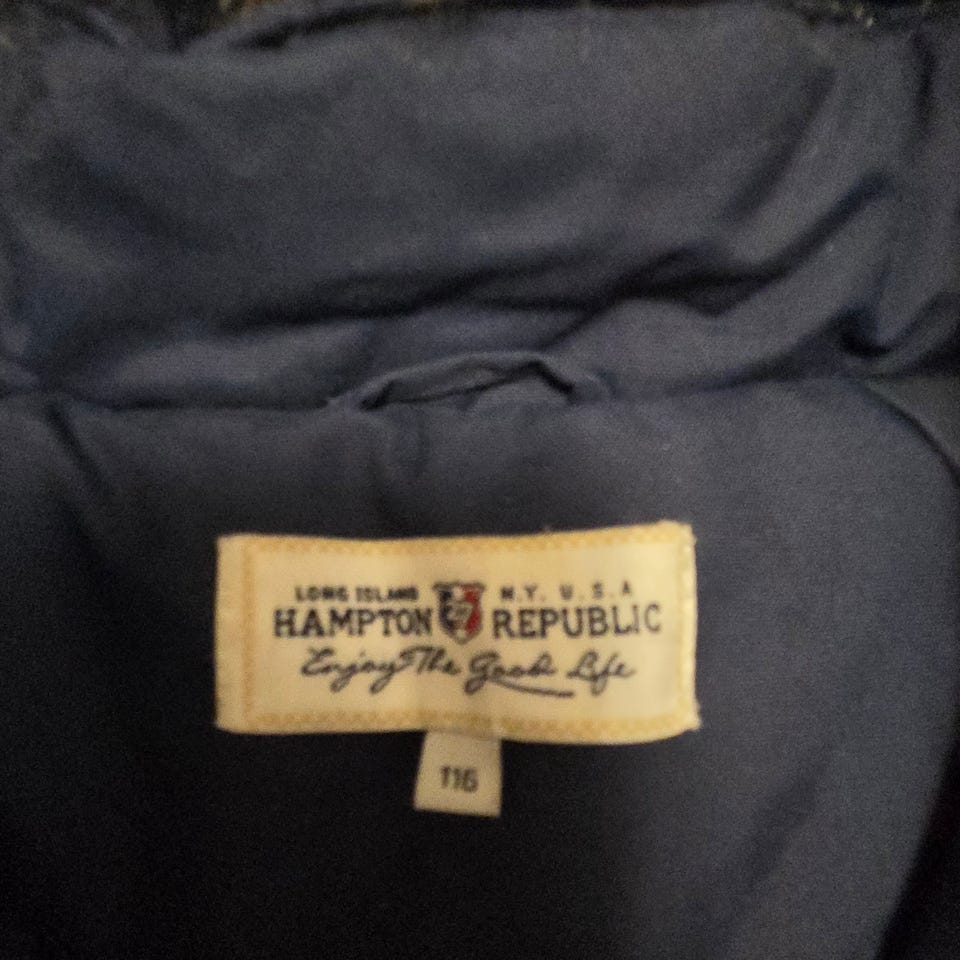 LONG ISLAND N.Y. U.S.A
HAMPTON REPUBLIC
Enjoy The Good Life
116